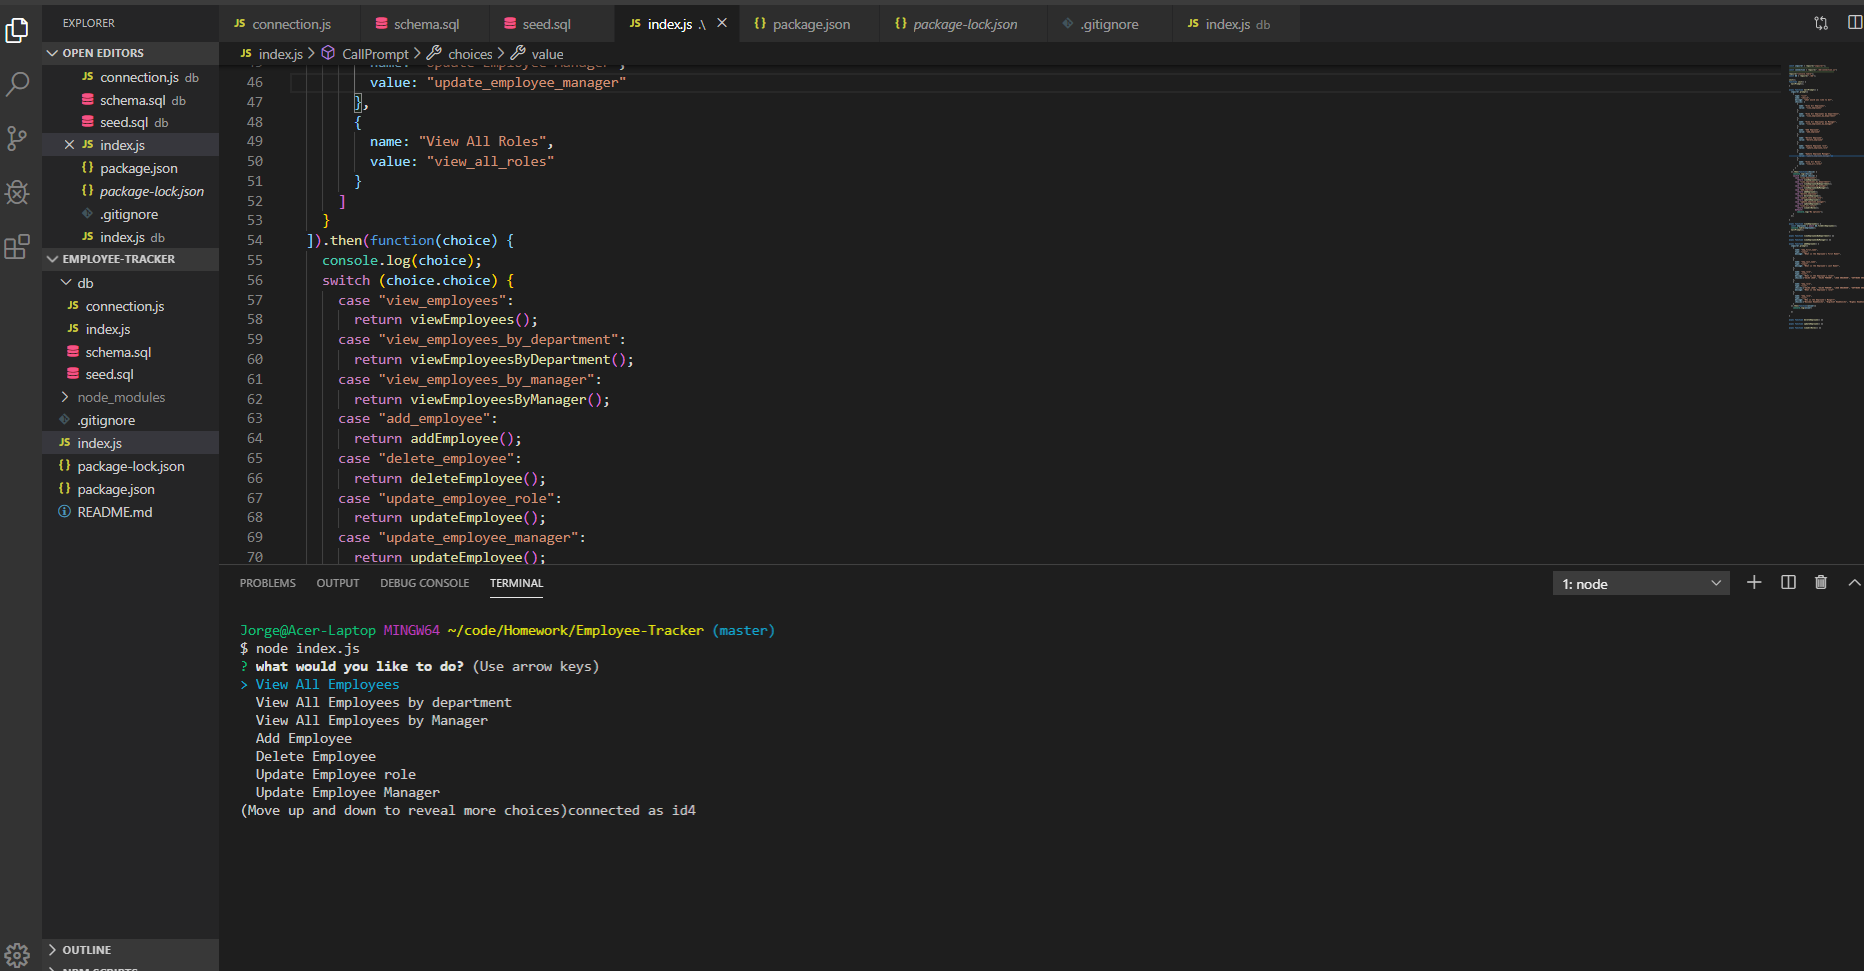 EXPLORER
OPEN EDITORS
JS connection.js db
schema.sql db
seed.sql db
JS index.js
{} package.json
{} package-lock.json
.gitignore
JS index.js db
EMPLOYEE-TRACKER
db
JS connection.js
JS index.js
schema.sql
seed.sql
node_modules
.gitignore
JS index.js
{} package-lock.json
{} package.json
README.md
OUTLINE
NPM SCRIPTS
JS connection.js
schema.sql
seed.sql
JS index.js .\
{} package.json
{} package-lock.json
.gitignore
JS index.js db
JS index.js > CallPrompt > choices > value
45 name: "Update Employee Manager",
46 value: "update_employee_manager"
47 },
48 {
49 name: "View All Roles",
50 value: "view_all_roles"
51 }
52 ]
53 }
54 ]).then(function(choice) {
55 console.log(choice);
56 switch (choice.choice) {
57 case "view_employees":
58 return viewEmployees();
59 case "view_employees_by_department":
60 return viewEmployeesByDepartment();
61 case "view_employees_by_manager":
62 return viewEmployeesByManager();
63 case "add_employee":
64 return addEmployee();
65 case "delete_employee":
66 return deleteEmployee();
67 case "update_employee_role":
68 return updateEmployee();
69 case "update_employee_manager":
70 return updateEmployee();
PROBLEMS OUTPUT DEBUG CONSOLE TERMINAL
1: node
Jorge@Acer-Laptop MINGW64 ~/code/Homework/Employee-Tracker (master)
$ node index.js
? what would you like to do? (Use arrow keys)
> View All Employees
View All Employees by department
View All Employees by Manager
Add Employee
Delete Employee
Update Employee role
Update Employee Manager
(Move up and down to reveal more choices)connected as id4